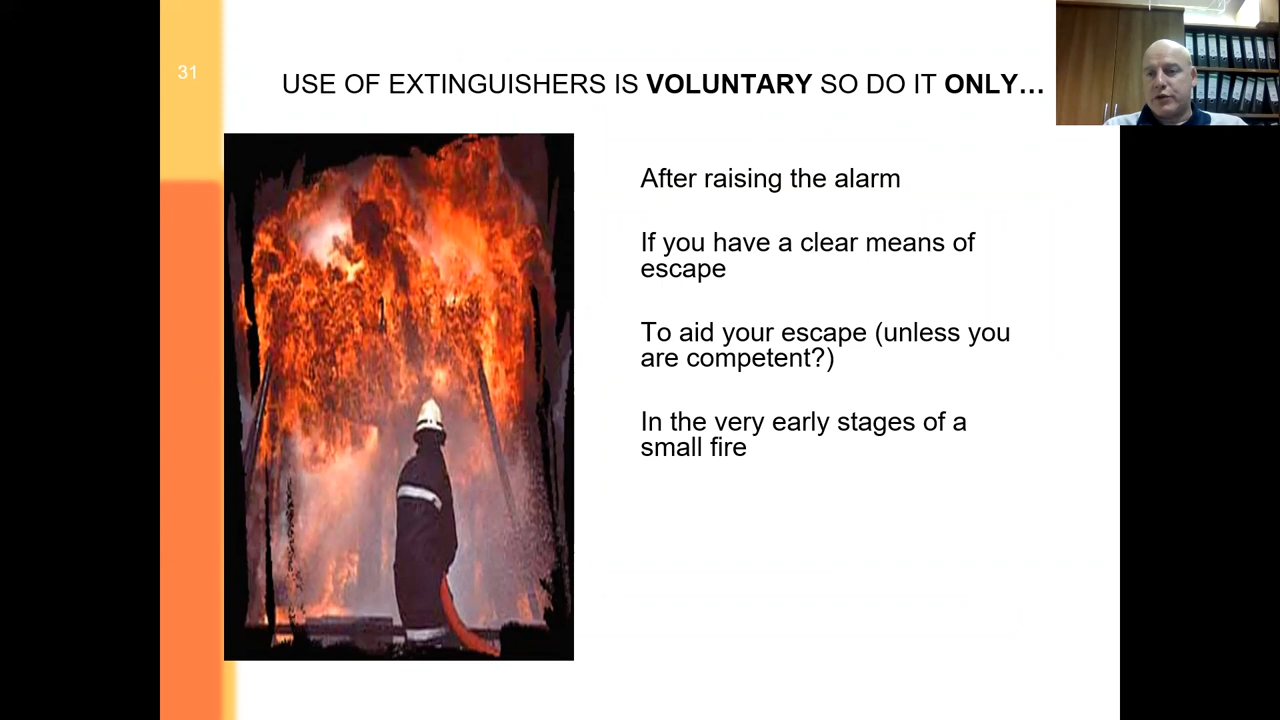 31
USE OF EXTINGUISHERS IS VOLUNTARY SO DO IT ONLY...
After raising the alarm
If you have a clear means of
escape
To aid your escape (unless you
are competent?)
In the very early stages of a
small fire